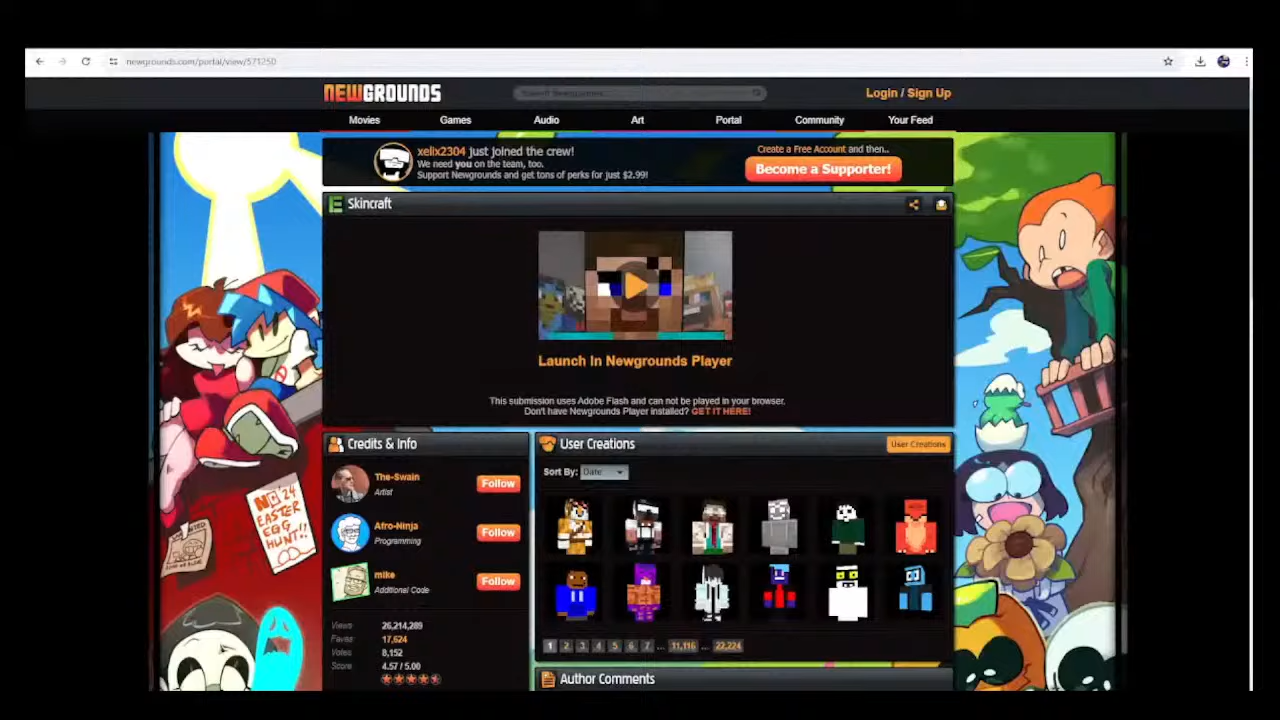 newgrounds.com/portal/view/571250
NEWGROUNDS
Login / Sign Up
Movies
Games
Audio
Art
Portal
Community
Your Feed
xelix2304 just joined the crew!
We need you on the team, too.
Support Newgrounds and get tons of perks for just $2.99!
Create a Free Account and then..
Become a Supporter!
E
Skincraft
Launch In Newgrounds Player
This submission uses Adobe Flash and can not be played in your browser.
Don't have Newgrounds Player installed? GET IT HERE!
Credits & Info
The-Swain
Artist
Follow
Afro-Ninja
Programming
Follow
mike
Additional Code
Follow
Views 26,214,289
Faves: 17,624
Votes 8,152
Score 4.57 / 5.00
User Creations
User Creations
Sort By: Date
1 2 3 4 5 6 7 ... 11,116 ... 22,224
Author Comments
NG 24
EASTER
EGG
HUNT!!